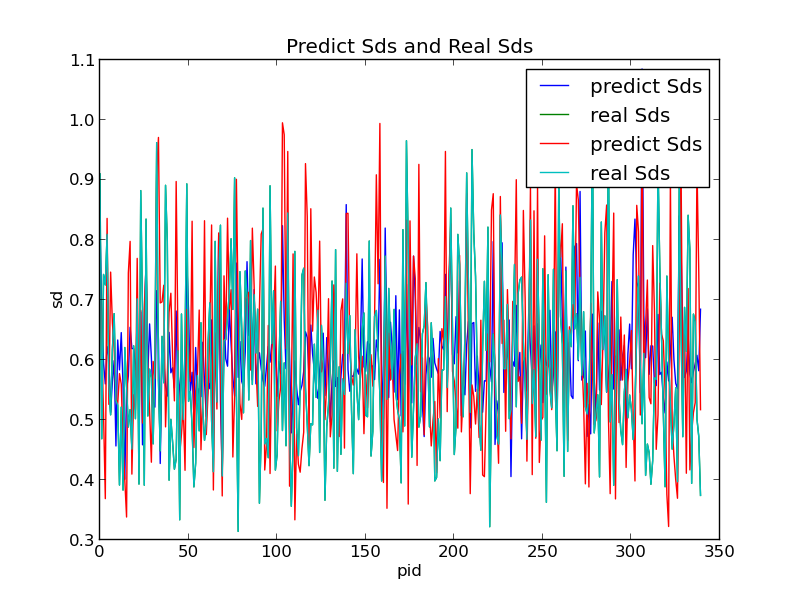 Predict Sds and Real Sds
1.1
1.0
0.9
0.8
0.7
0.6
0.5
0.4
0.3
sd
predict Sds
real Sds
predict Sds
real Sds
0 50 100 150 200 250 300 350
pid